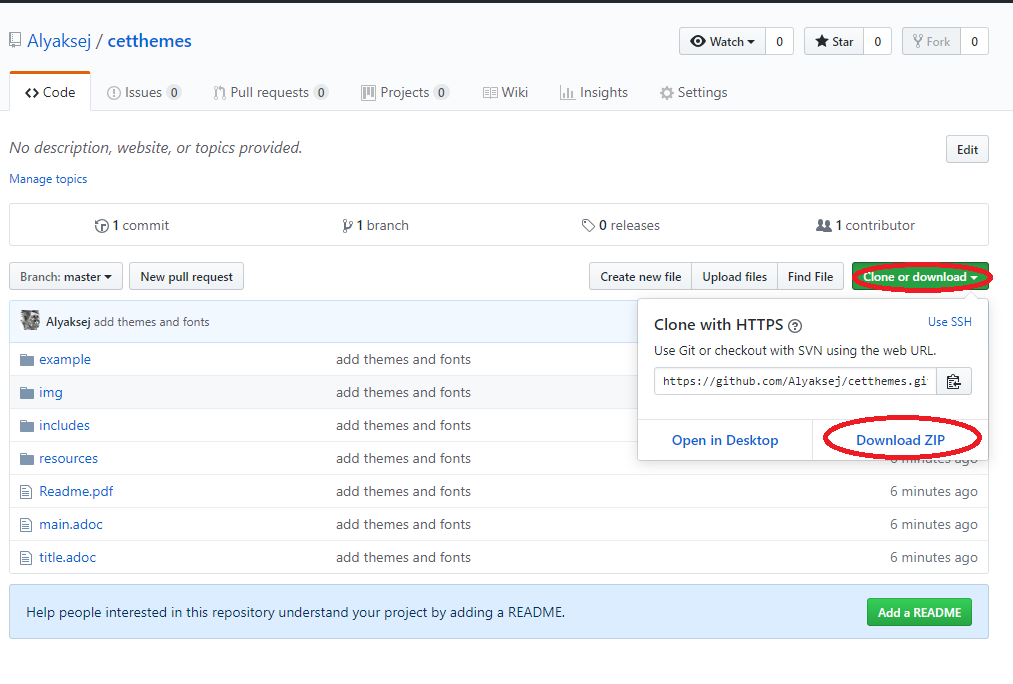 Alyaksej / cetthemes
Watch 0 Star 0 Fork 0
Code Issues 0 Pull requests 0 Projects 0 Wiki Insights Settings
No description, website, or topics provided. Edit
Manage topics
1 commit 1 branch 0 releases 1 contributor
Branch: master New pull request Create new file Upload files Find File Clone or download
Alyaksej add themes and fonts
Clone with HTTPS ? Use SSH
Use Git or checkout with SVN using the web URL.
https://github.com/Alyaksej/cetthemes.gi
Open in Desktop Download ZIP
example add themes and fonts
img add themes and fonts
includes add themes and fonts
resources add themes and fonts 6 minutes ago
Readme.pdf add themes and fonts 6 minutes ago
main.adoc add themes and fonts 6 minutes ago
title.adoc add themes and fonts 6 minutes ago
Help people interested in this repository understand your project by adding a README. Add a README